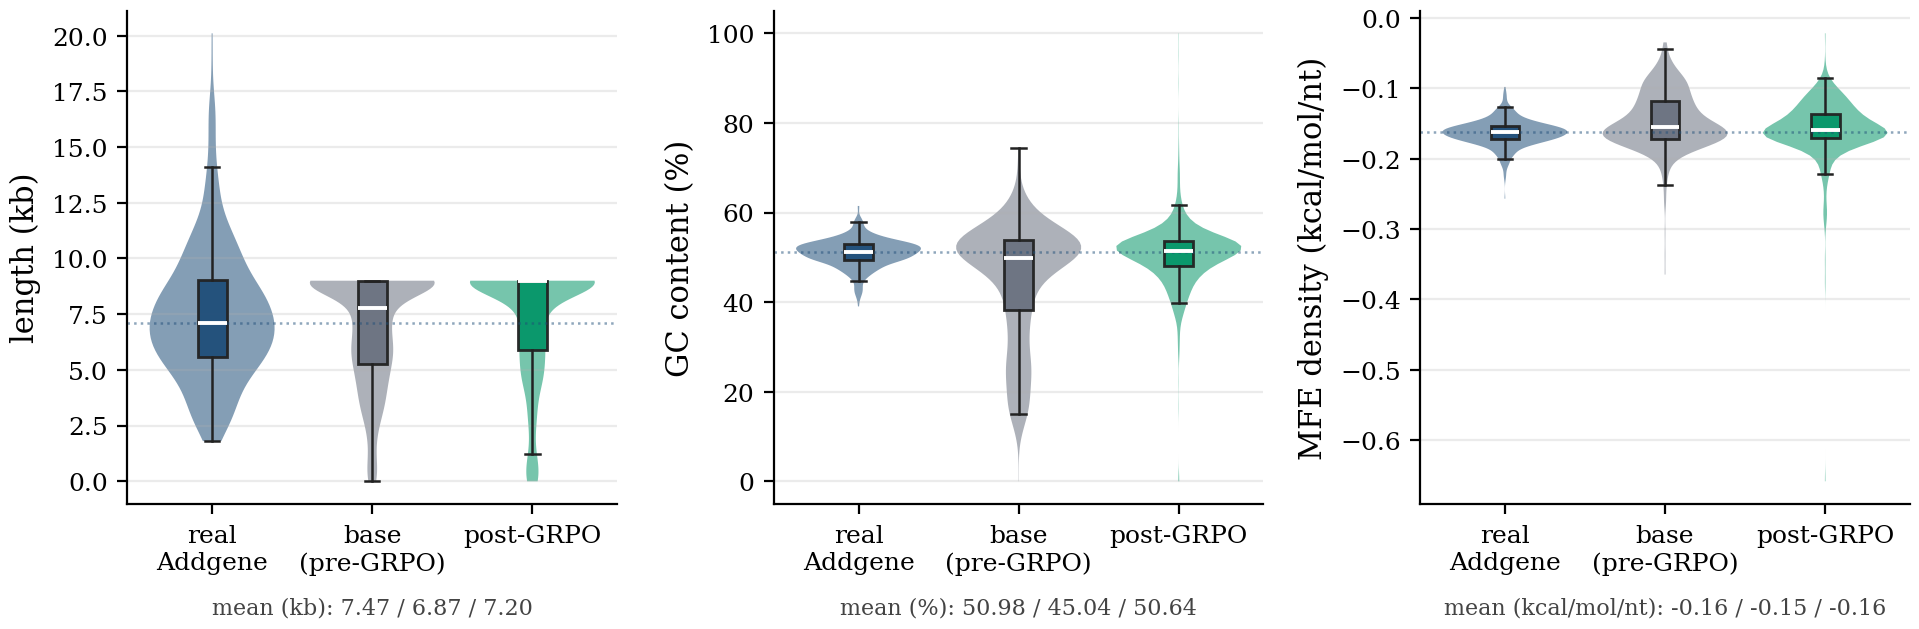 length (kb)
20.0
17.5
15.0
12.5
10.0
7.5
5.0
2.5
0.0
real
Addgene
base
(pre-GRPO)
post-GRPO
mean (kb): 7.47 / 6.87 / 7.20
GC content (%)
100
80
60
40
20
0
real
Addgene
base
(pre-GRPO)
post-GRPO
mean (%): 50.98 / 45.04 / 50.64
MFE density (kcal/mol/nt)
0.0
−0.1
−0.2
−0.3
−0.4
−0.5
−0.6
real
Addgene
base
(pre-GRPO)
post-GRPO
mean (kcal/mol/nt): -0.16 / -0.15 / -0.16